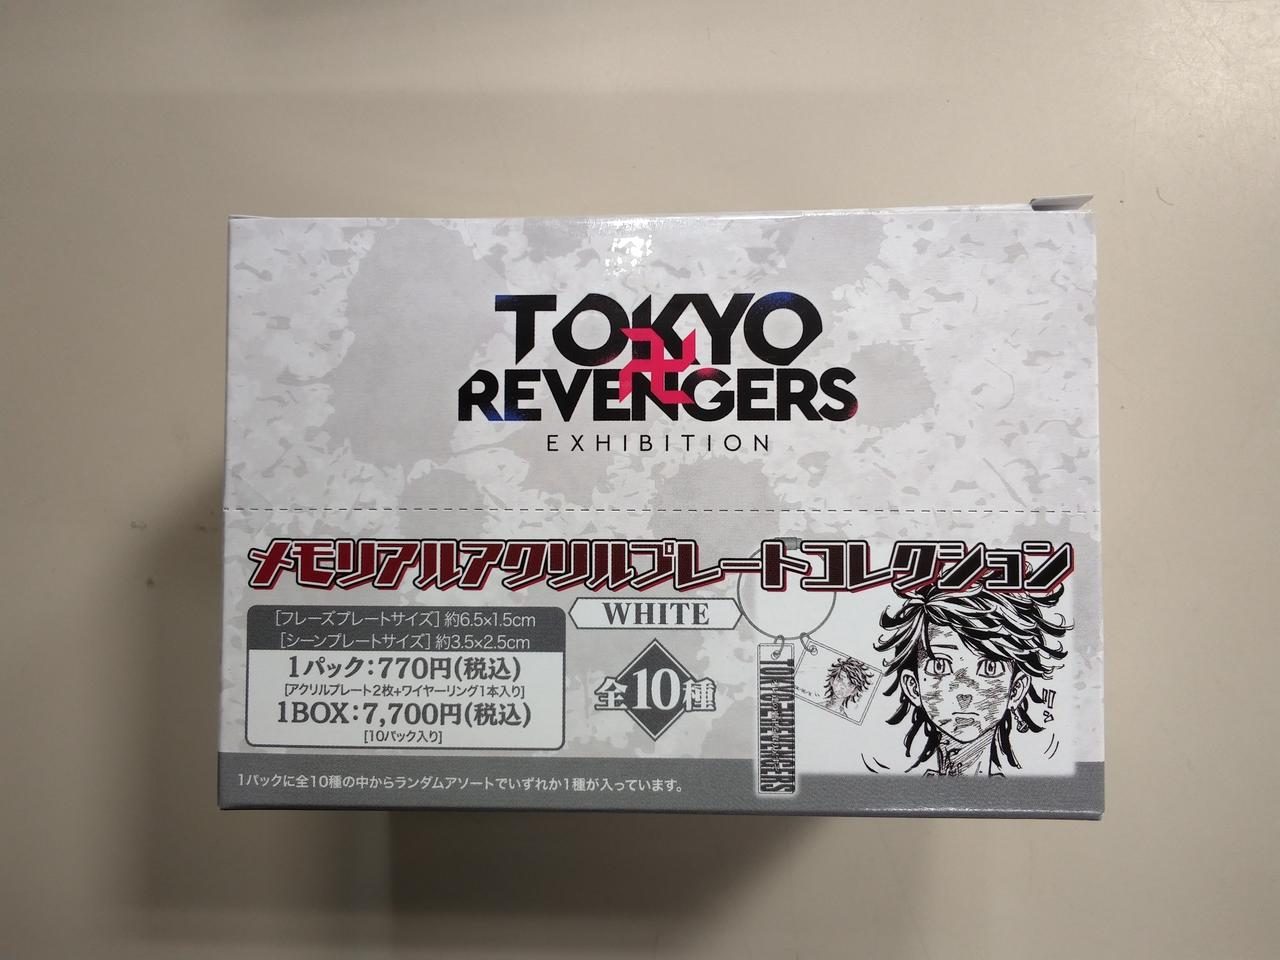 TOKYO
卍
REVENGERS
EXHIBITION
メモリアルアクリルプレートコレクション
[フレーズプレートサイズ] 約6.5×1.5cm
[シーンプレートサイズ] 約3.5×2.5cm
1パック:770円(税込)
[アクリルプレート2枚+ワイヤーリング1本入り]
1BOX:7,700円(税込)
[10パック入り]
WHITE
全10種
TOKYO REVENGERS
1パックに全10種の中からランダムアソートでいずれか1種が入っています。